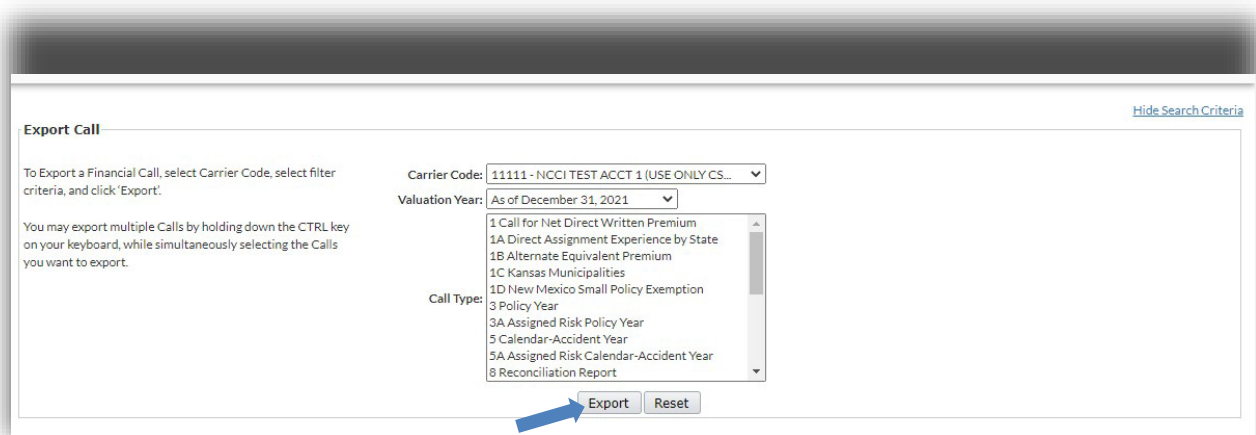 Hide Search Criteria
Export Call
To Export a Financial Call, select Carrier Code, select filter
criteria, and click 'Export'.
You may export multiple Calls by holding down the CTRL key
on your keyboard, while simultaneously selecting the Calls
you want to export.
Carrier Code: 11111 - NCCI TEST ACCT 1 (USE ONLY CS...
Valuation Year: As of December 31, 2021
Call Type:
1 Call for Net Direct Written Premium
1A Direct Assignment Experience by State
1B Alternate Equivalent Premium
1C Kansas Municipalities
1D New Mexico Small Policy Exemption
3 Policy Year
3A Assigned Risk Policy Year
5 Calendar-Accident Year
5A Assigned Risk Calendar-Accident Year
8 Reconciliation Report
Export Reset